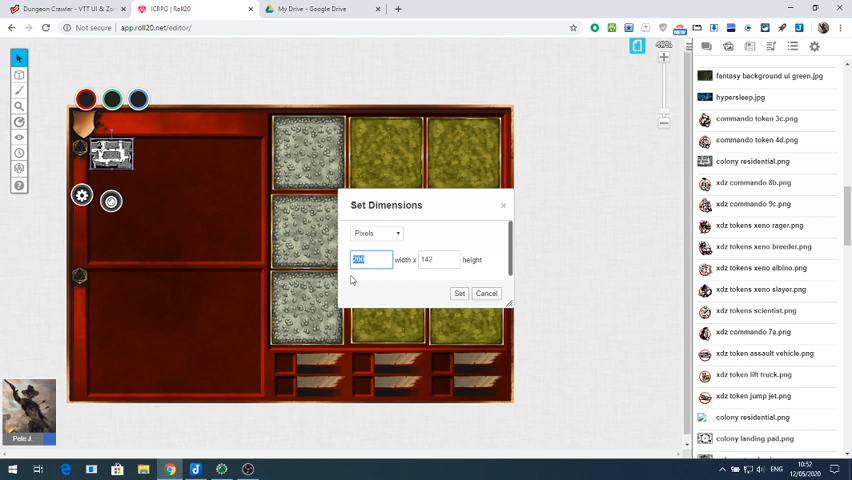 Dungeon Crawler - VTT UI & Zo
ICRPG | Roll20
My Drive - Google Drive
Not secure
app.roll20.net/editor/
NEW
40%
fantasy background ui green.jpg
hypersleep.jpg
commando token 3c.png
commando token 4d.png
colony residential.png
xdz commando 8b.png
xdz commando 9c.png
xdz tokens xeno rager.png
xdz tokens xeno breeder.png
xdz tokens xeno albino.png
xdz tokens xeno slayer.png
xdz tokens scientist.png
xdz commando 7a.png
xdz token assault vehicle.png
xdz token lift truck.png
xdz token jump jet.png
colony residential.png
colony landing pad.png
Set Dimensions
Pixels
200 width x 142 height
Set Cancel
Pete J.
ENG
10:52
12/05/2020